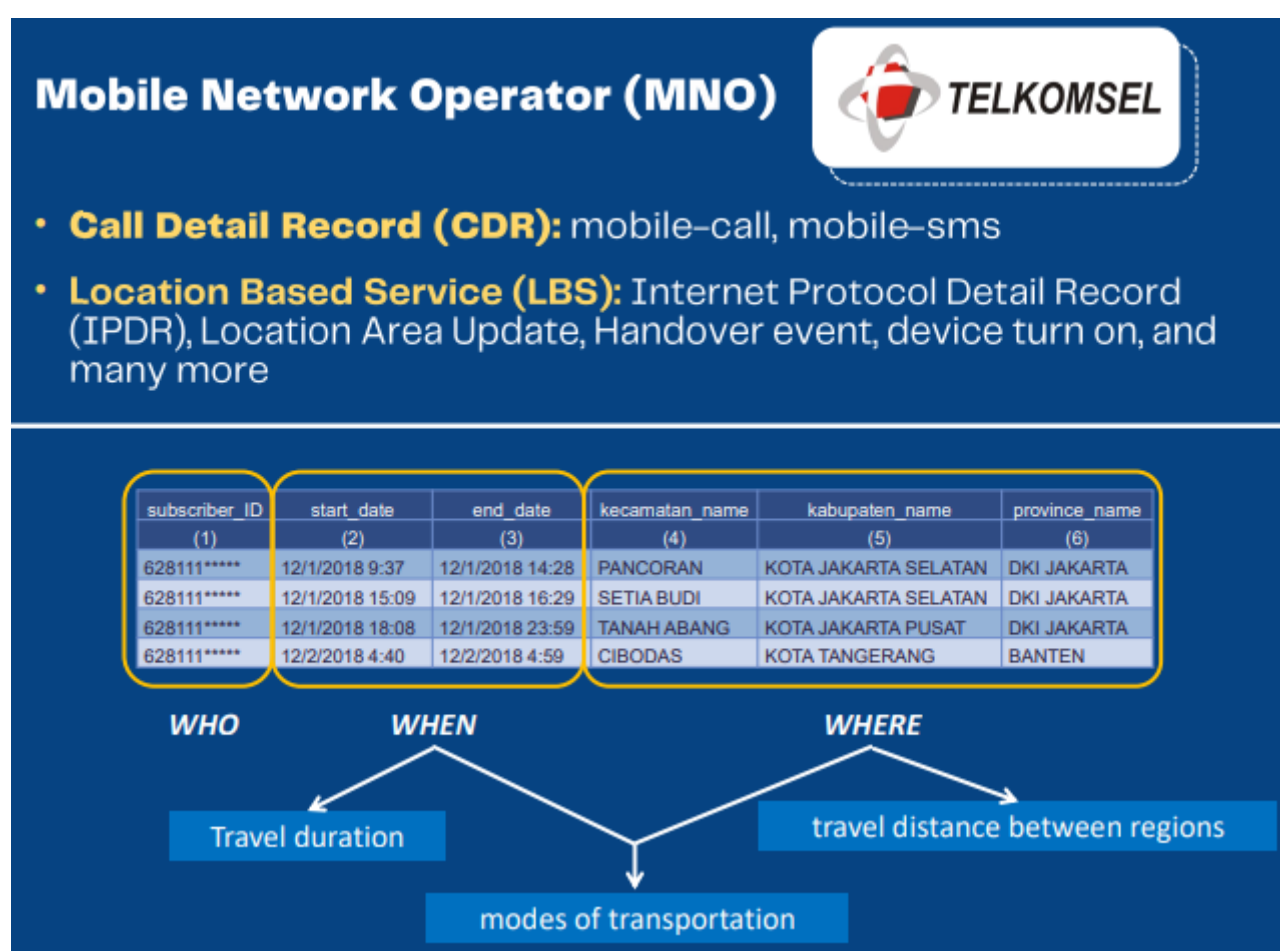 Mobile Network Operator (MNO)
TELKOMSEL
• Call Detail Record (CDR): mobile-call, mobile-sms
• Location Based Service (LBS): Internet Protocol Detail Record
(IPDR), Location Area Update, Handover event, device turn on, and
many more
subscriber_ID start_date end_date kecamatan_name kabupaten_name province_name
(1) (2) (3) (4) (5) (6)
628111***** 12/1/2018 9:37 12/1/2018 14:28 PANCORAN KOTA JAKARTA SELATAN DKI JAKARTA
628111***** 12/1/2018 15:09 12/1/2018 16:29 SETIA BUDI KOTA JAKARTA SELATAN DKI JAKARTA
628111***** 12/1/2018 18:08 12/1/2018 23:59 TANAH ABANG KOTA JAKARTA PUSAT DKI JAKARTA
628111***** 12/2/2018 4:40 12/2/2018 4:59 CIBODAS KOTA TANGERANG BANTEN
WHO WHEN WHERE
Travel duration
travel distance between regions
modes of transportation